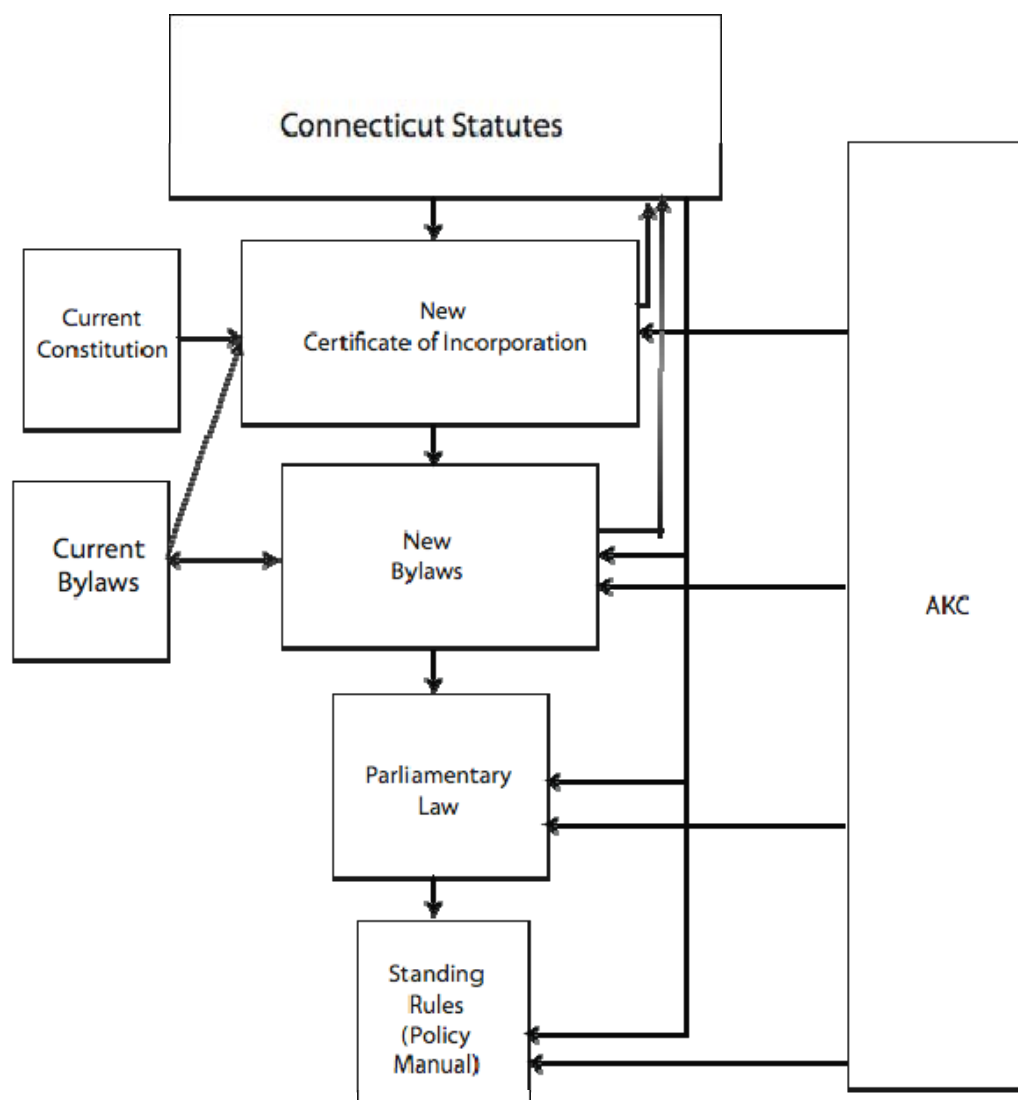 Connecticut Statutes
Current
Constitution
New
Certificate of Incorporation
Current
Bylaws
New
Bylaws
AKC
Parliamentary
Law
Standing
Rules
(Policy
Manual)